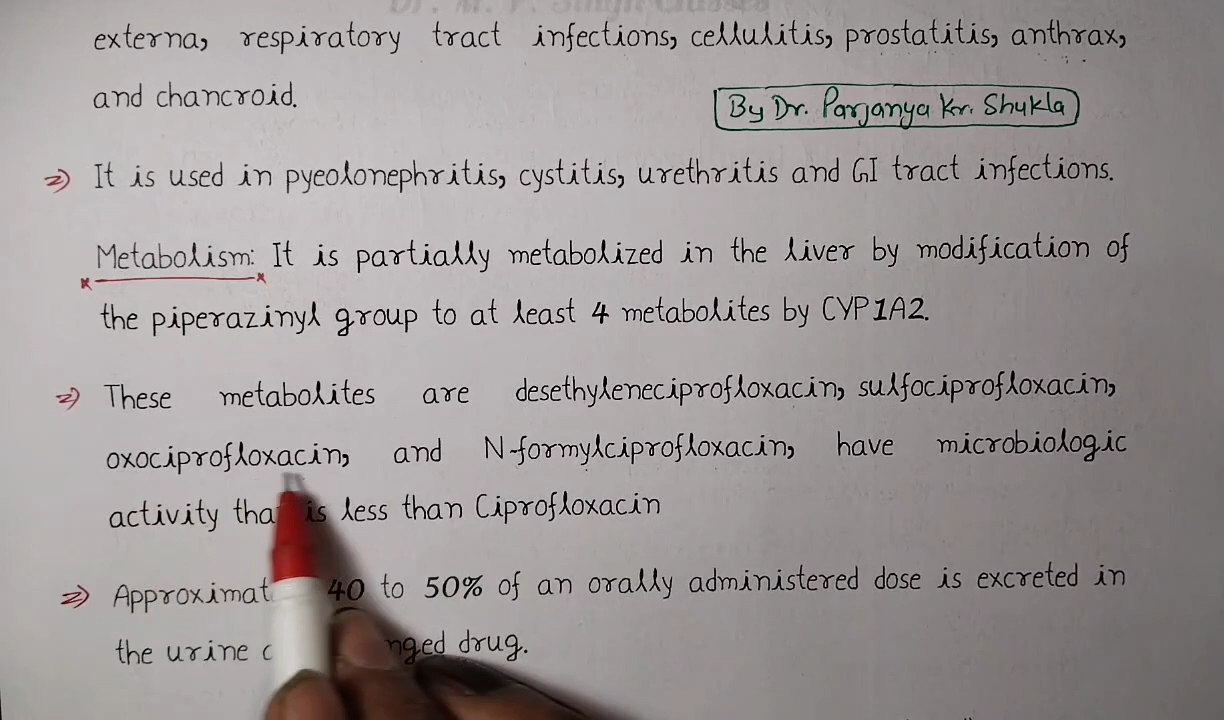 externa, respiratory tract infections, cellulitis, prostatitis, anthrax,
and chancroid.
By Dr. Parjanya Kr. Shukla
It is used in pyeolonephritis, cystitis, urethritis and GI tract infections.
Metabolism: It is partially metabolized in the liver by modification of
the piperazinyl group to at least 4 metabolites by CYP1A2.
These metabolites are desethyleneciprofloxacin, sulfociprofloxacin,
oxociprofloxacin, and N-formylciprofloxacin, have microbiologic
activity is less than Ciprofloxacin
40 to 50% of an orally administered dose is excreted in
the urine drug.